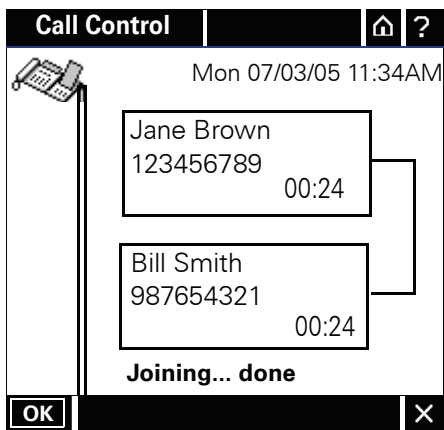 Call Control ?
Mon 07/03/05 11:34AM
Jane Brown
123456789
00:24
Bill Smith
987654321
00:24
Joining... done
OK